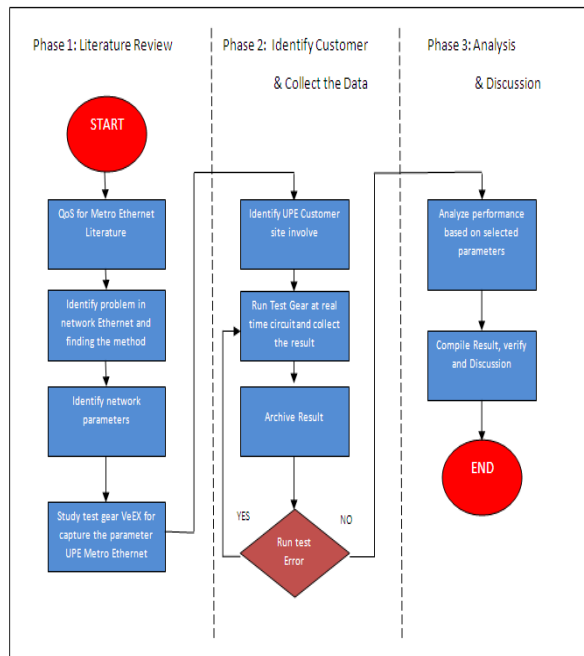 Phase 1: Literature Review
START
QoS for Metro Ethernet
Literature
Identify problem in
network Ethernet and
finding the method
Identify network
parameters
Study test gear VeEX for
capture the parameter
UPE Metro Ethernet
Phase 2: Identify Customer
& Collect the Data
Identify UPE Customer
site involve
Run Test Gear at real
time circuit and collect
the result
Archive Result
YES
NO
Run test
Error
Phase 3: Analysis
& Discussion
Analyze performance
based on selected
parameters
Compile Result, verify
and Discussion
END